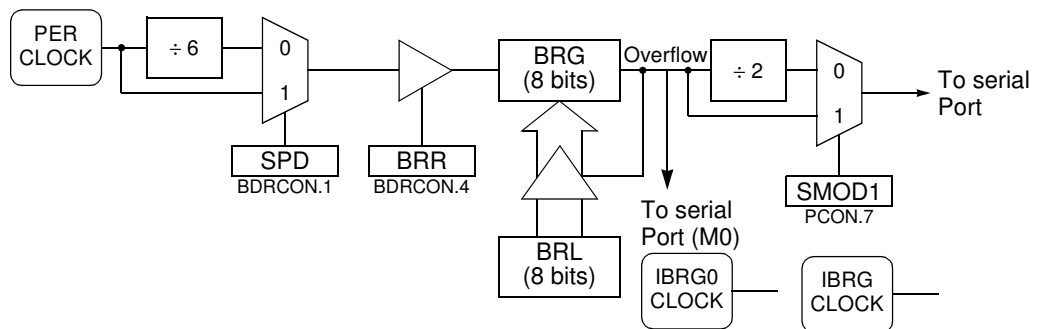 PER
CLOCK
÷ 6
0
1
SPD
BDRCON.1
BRR
BDRCON.4
BRG
(8 bits)
Overflow
BRL
(8 bits)
÷ 2
0
1
To serial
Port
SMOD1
PCON.7
To serial
Port (M0)
IBRG0
CLOCK
IBRG
CLOCK